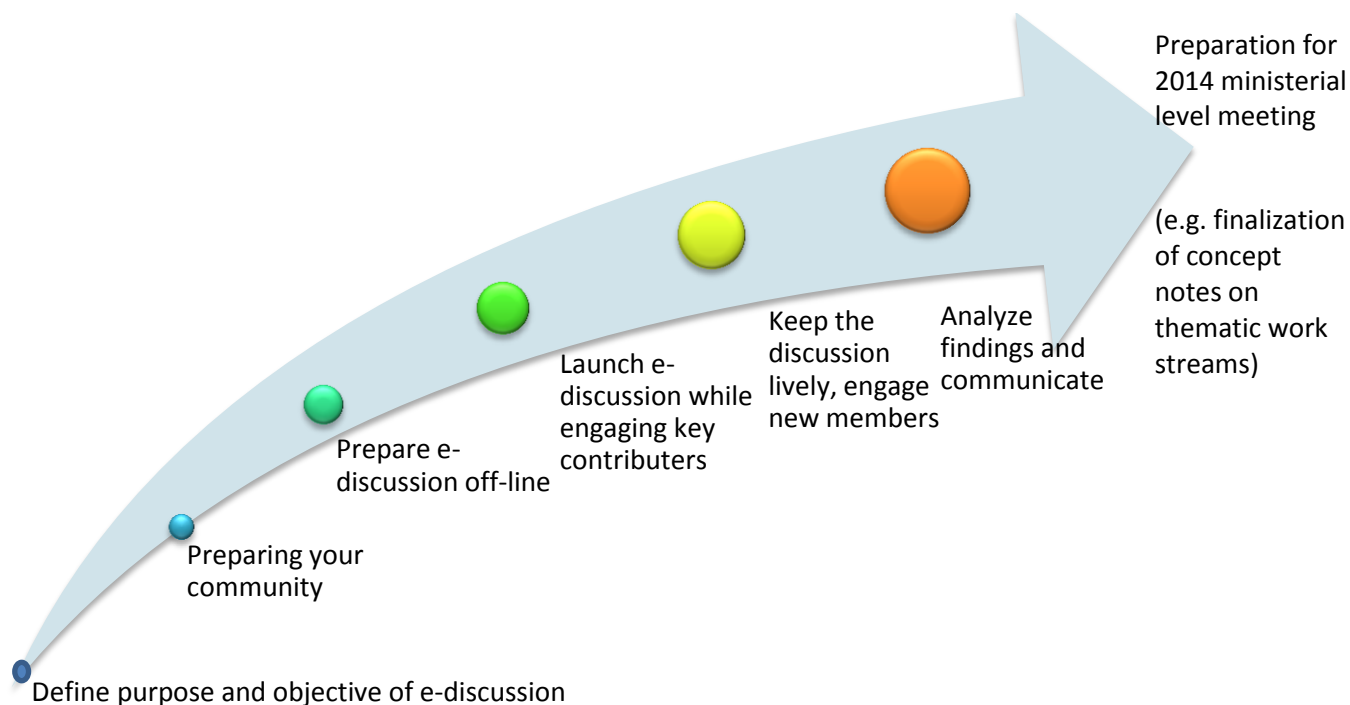 Define purpose and objective of e-discussion
Preparing your
community
Prepare e-
discussion off-line
Launch e-
discussion while
engaging key
contributers
Keep the
discussion
lively, engage
new members
Analyze
findings and
communicate
Preparation for
2014 ministerial
level meeting
(e.g. finalization
of concept
notes on
thematic work
streams)